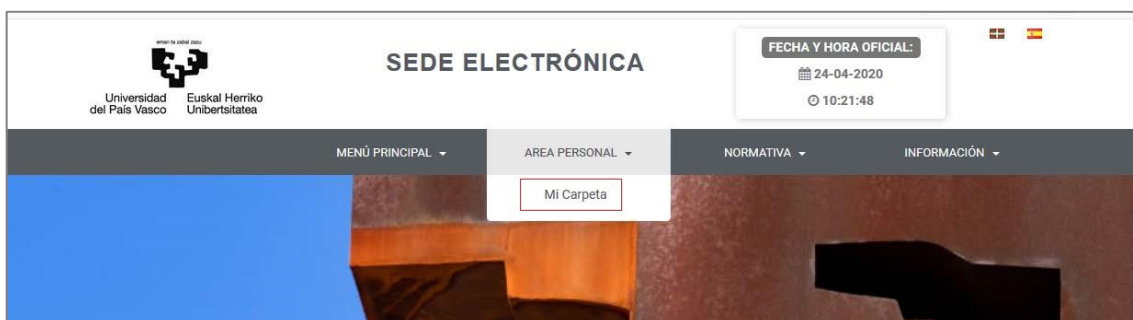 eman ta zabal zazu
Universidad del País Vasco
Euskal Herriko Unibertsitatea
SEDE ELECTRÓNICA
FECHA Y HORA OFICIAL:
24-04-2020
10:21:48
MENÚ PRINCIPAL
AREA PERSONAL
NORMATIVA
INFORMACIÓN
Mi Carpeta